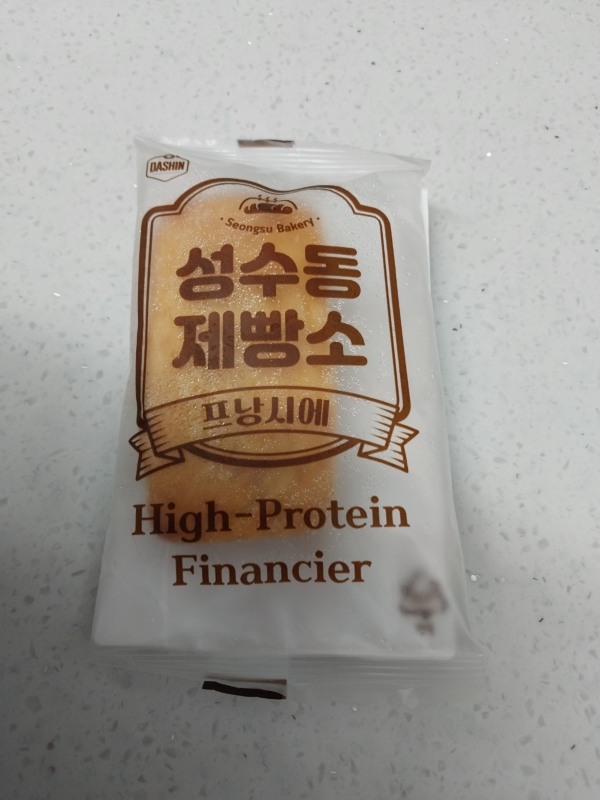 DASHIN
· Seongsu Bakery ·
성수동
제빵소
프낭시에
High-Protein
Financier